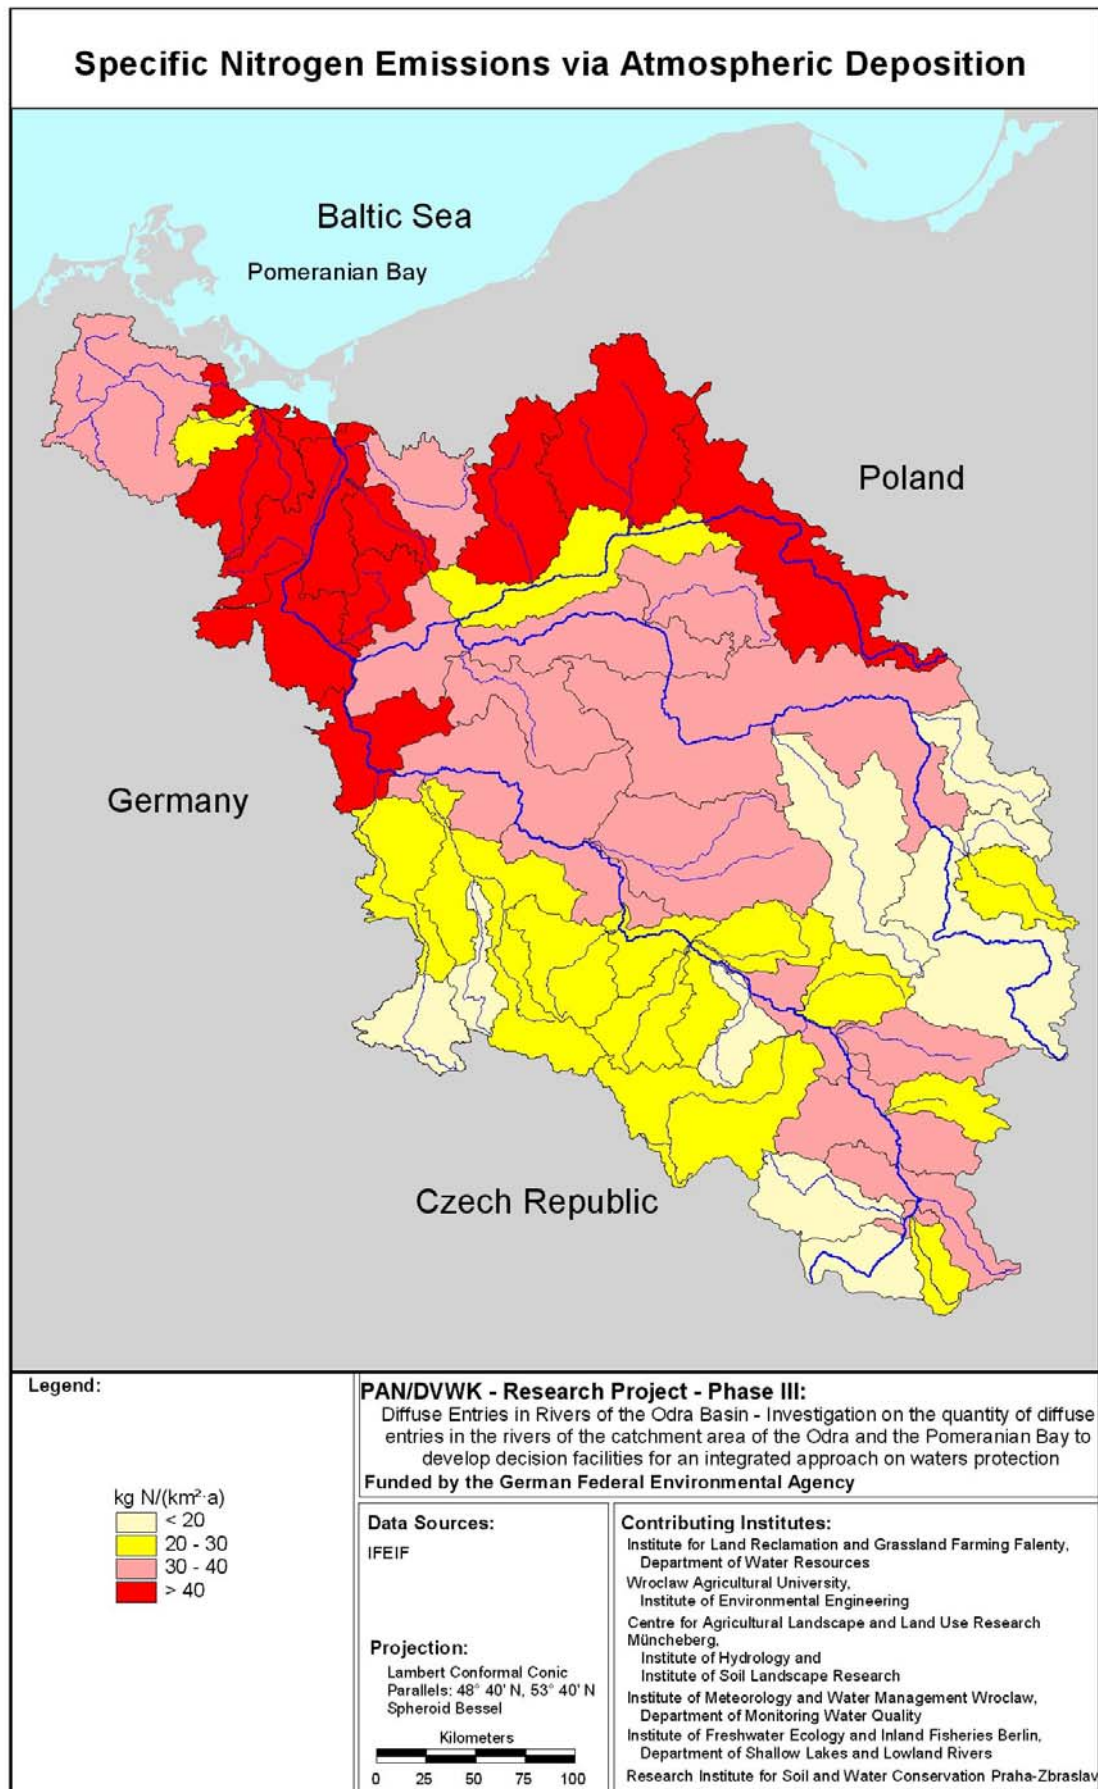 Specific Nitrogen Emissions via Atmospheric Deposition
Baltic Sea
Pomeranian Bay
Poland
Germany
Czech Republic
Legend:
kg N/(km²·a)
< 20
20 - 30
30 - 40
> 40
PAN/DVWK - Research Project - Phase III:
Diffuse Entries in Rivers of the Odra Basin - Investigation on the quantity of diffuse
entries in the rivers of the catchment area of the Odra and the Pomeranian Bay to
develop decision facilities for an integrated approach on waters protection
Funded by the German Federal Environmental Agency
Data Sources:
IFEIF
Projection:
Lambert Conformal Conic
Parallels: 48° 40' N, 53° 40' N
Spheroid Bessel
Kilometers
0 25 50 75 100
Contributing Institutes:
Institute for Land Reclamation and Grassland Farming Falenty,
Department of Water Resources
Wroclaw Agricultural University,
Institute of Environmental Engineering
Centre for Agricultural Landscape and Land Use Research
Müncheberg,
Institute of Hydrology and
Institute of Soil Landscape Research
Institute of Meteorology and Water Management Wroclaw,
Department of Monitoring Water Quality
Institute of Freshwater Ecology and Inland Fisheries Berlin,
Department of Shallow Lakes and Lowland Rivers
Research Institute for Soil and Water Conservation Praha-Zbraslav